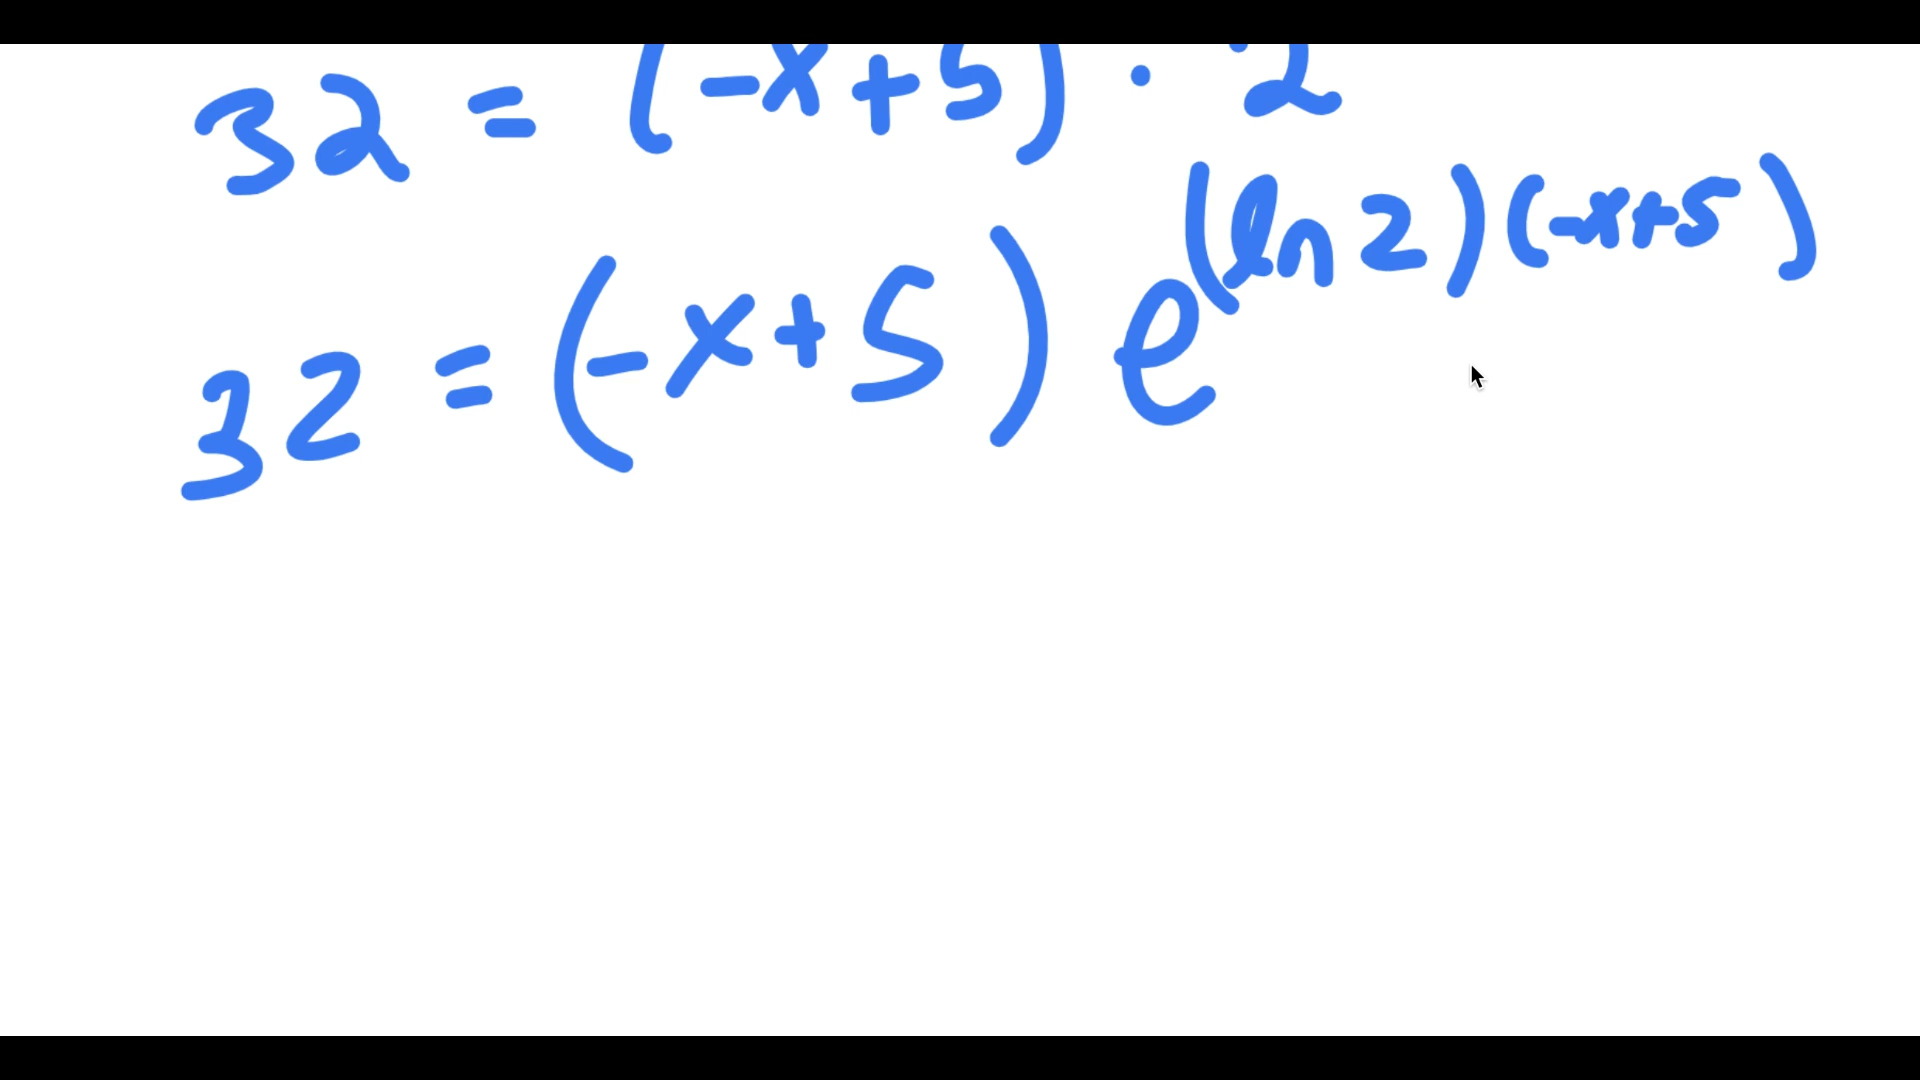 32 = (-x+5) · 2
32 = (-x+5) e^(ln 2)(-x+5)